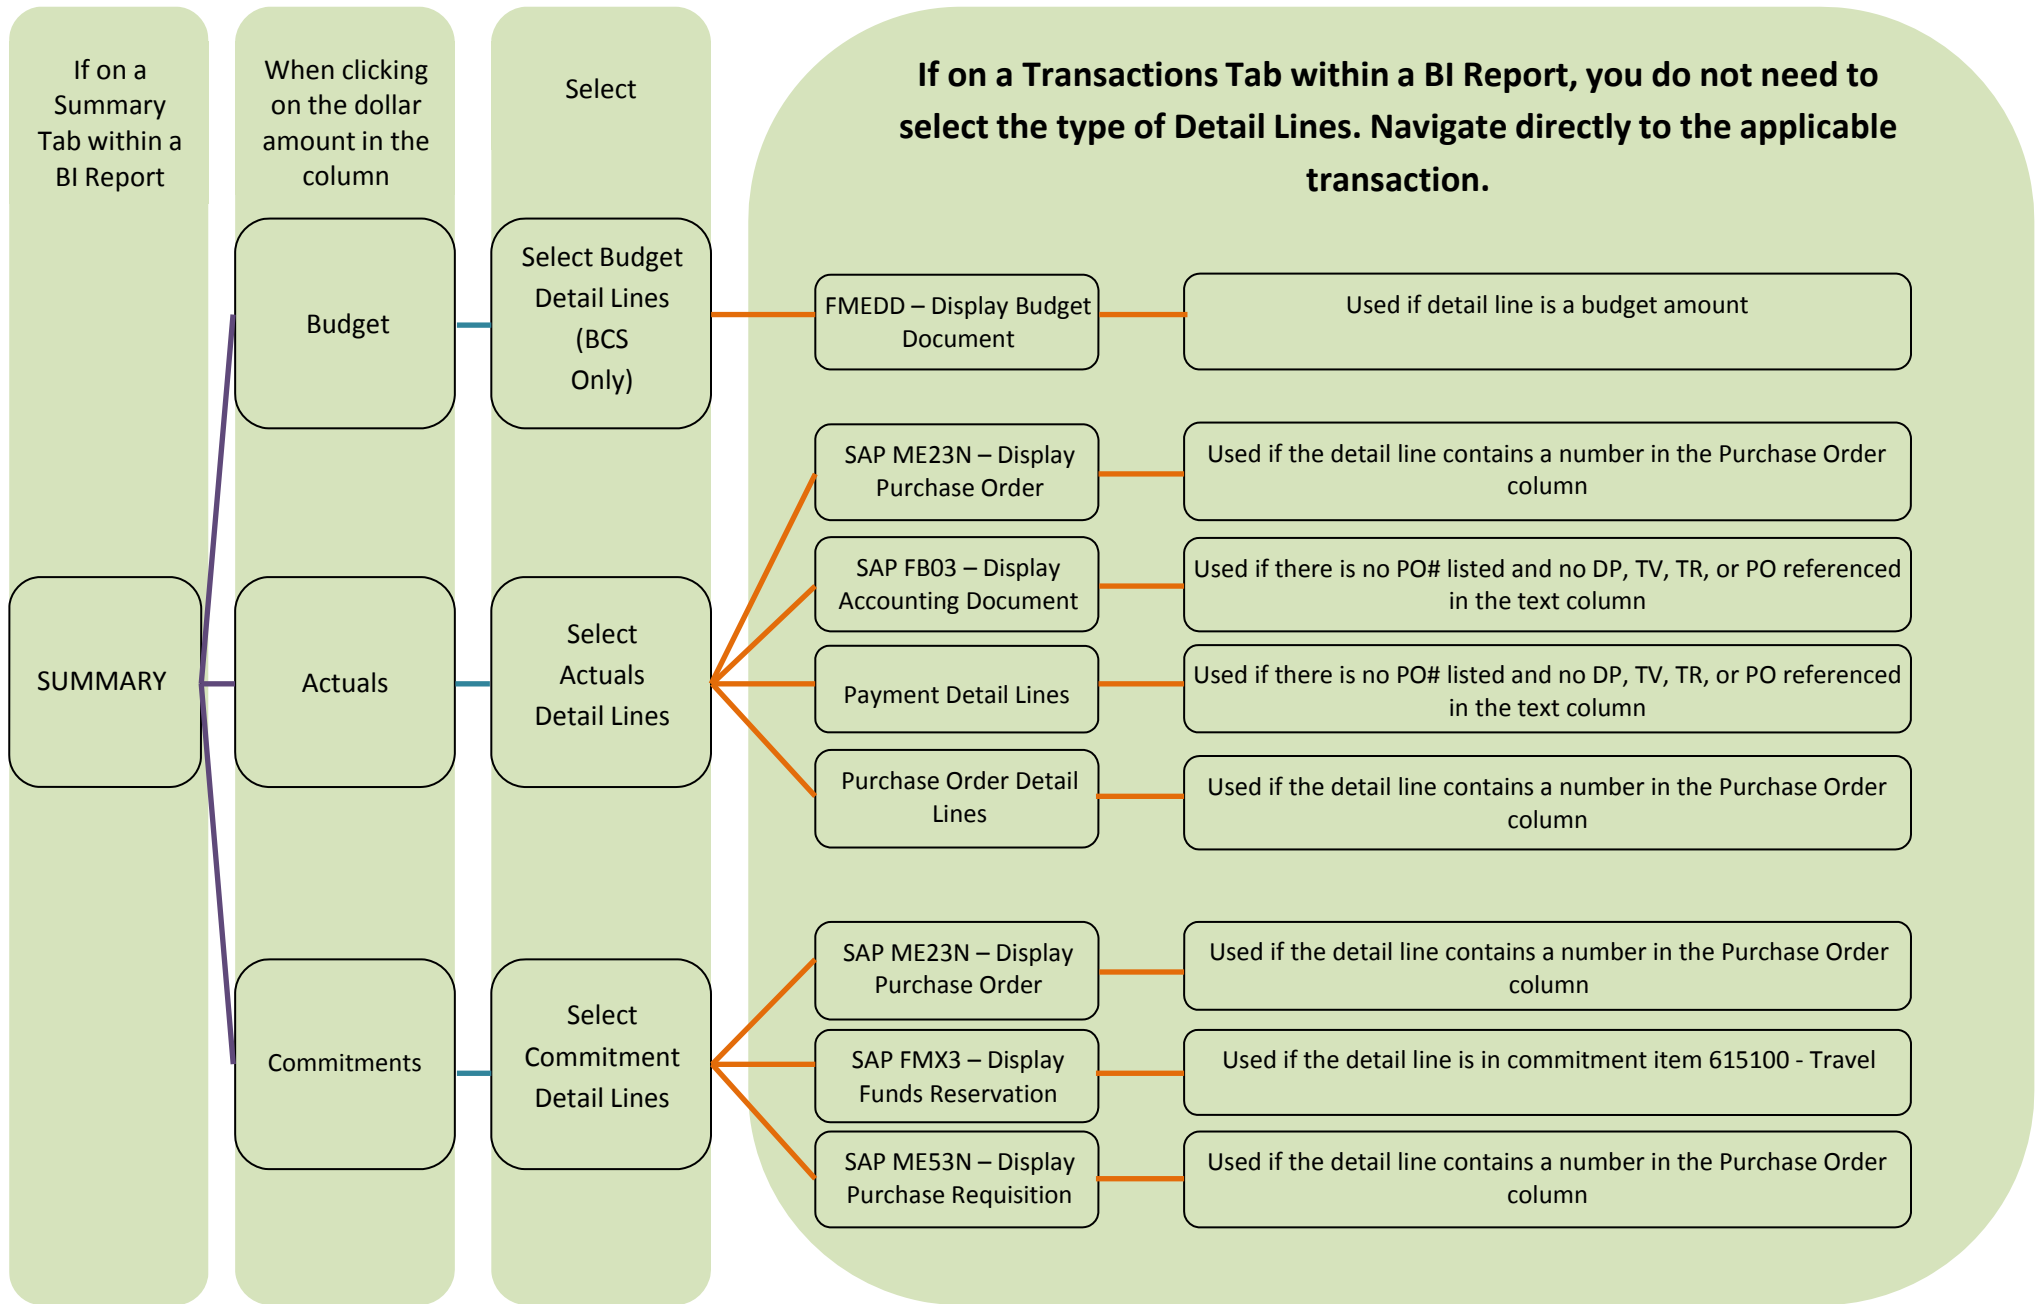 If on a
Summary
Tab within a
BI Report
When clicking
on the dollar
amount in the
column
Select
If on a Transactions Tab within a BI Report, you do not need to
select the type of Detail Lines. Navigate directly to the applicable
transaction.
SUMMARY
Budget
Select Budget
Detail Lines
(BCS
Only)
FMEDD – Display Budget
Document
Used if detail line is a budget amount
Actuals
Select
Actuals
Detail Lines
SAP ME23N – Display
Purchase Order
Used if the detail line contains a number in the Purchase Order
column
SAP FB03 – Display
Accounting Document
Used if there is no PO# listed and no DP, TV, TR, or PO referenced
in the text column
Payment Detail Lines
Used if there is no PO# listed and no DP, TV, TR, or PO referenced
in the text column
Purchase Order Detail
Lines
Used if the detail line contains a number in the Purchase Order
column
Commitments
Select
Commitment
Detail Lines
SAP ME23N – Display
Purchase Order
Used if the detail line contains a number in the Purchase Order
column
SAP FMX3 – Display
Funds Reservation
Used if the detail line is in commitment item 615100 - Travel
SAP ME53N – Display
Purchase Requisition
Used if the detail line contains a number in the Purchase Order
column